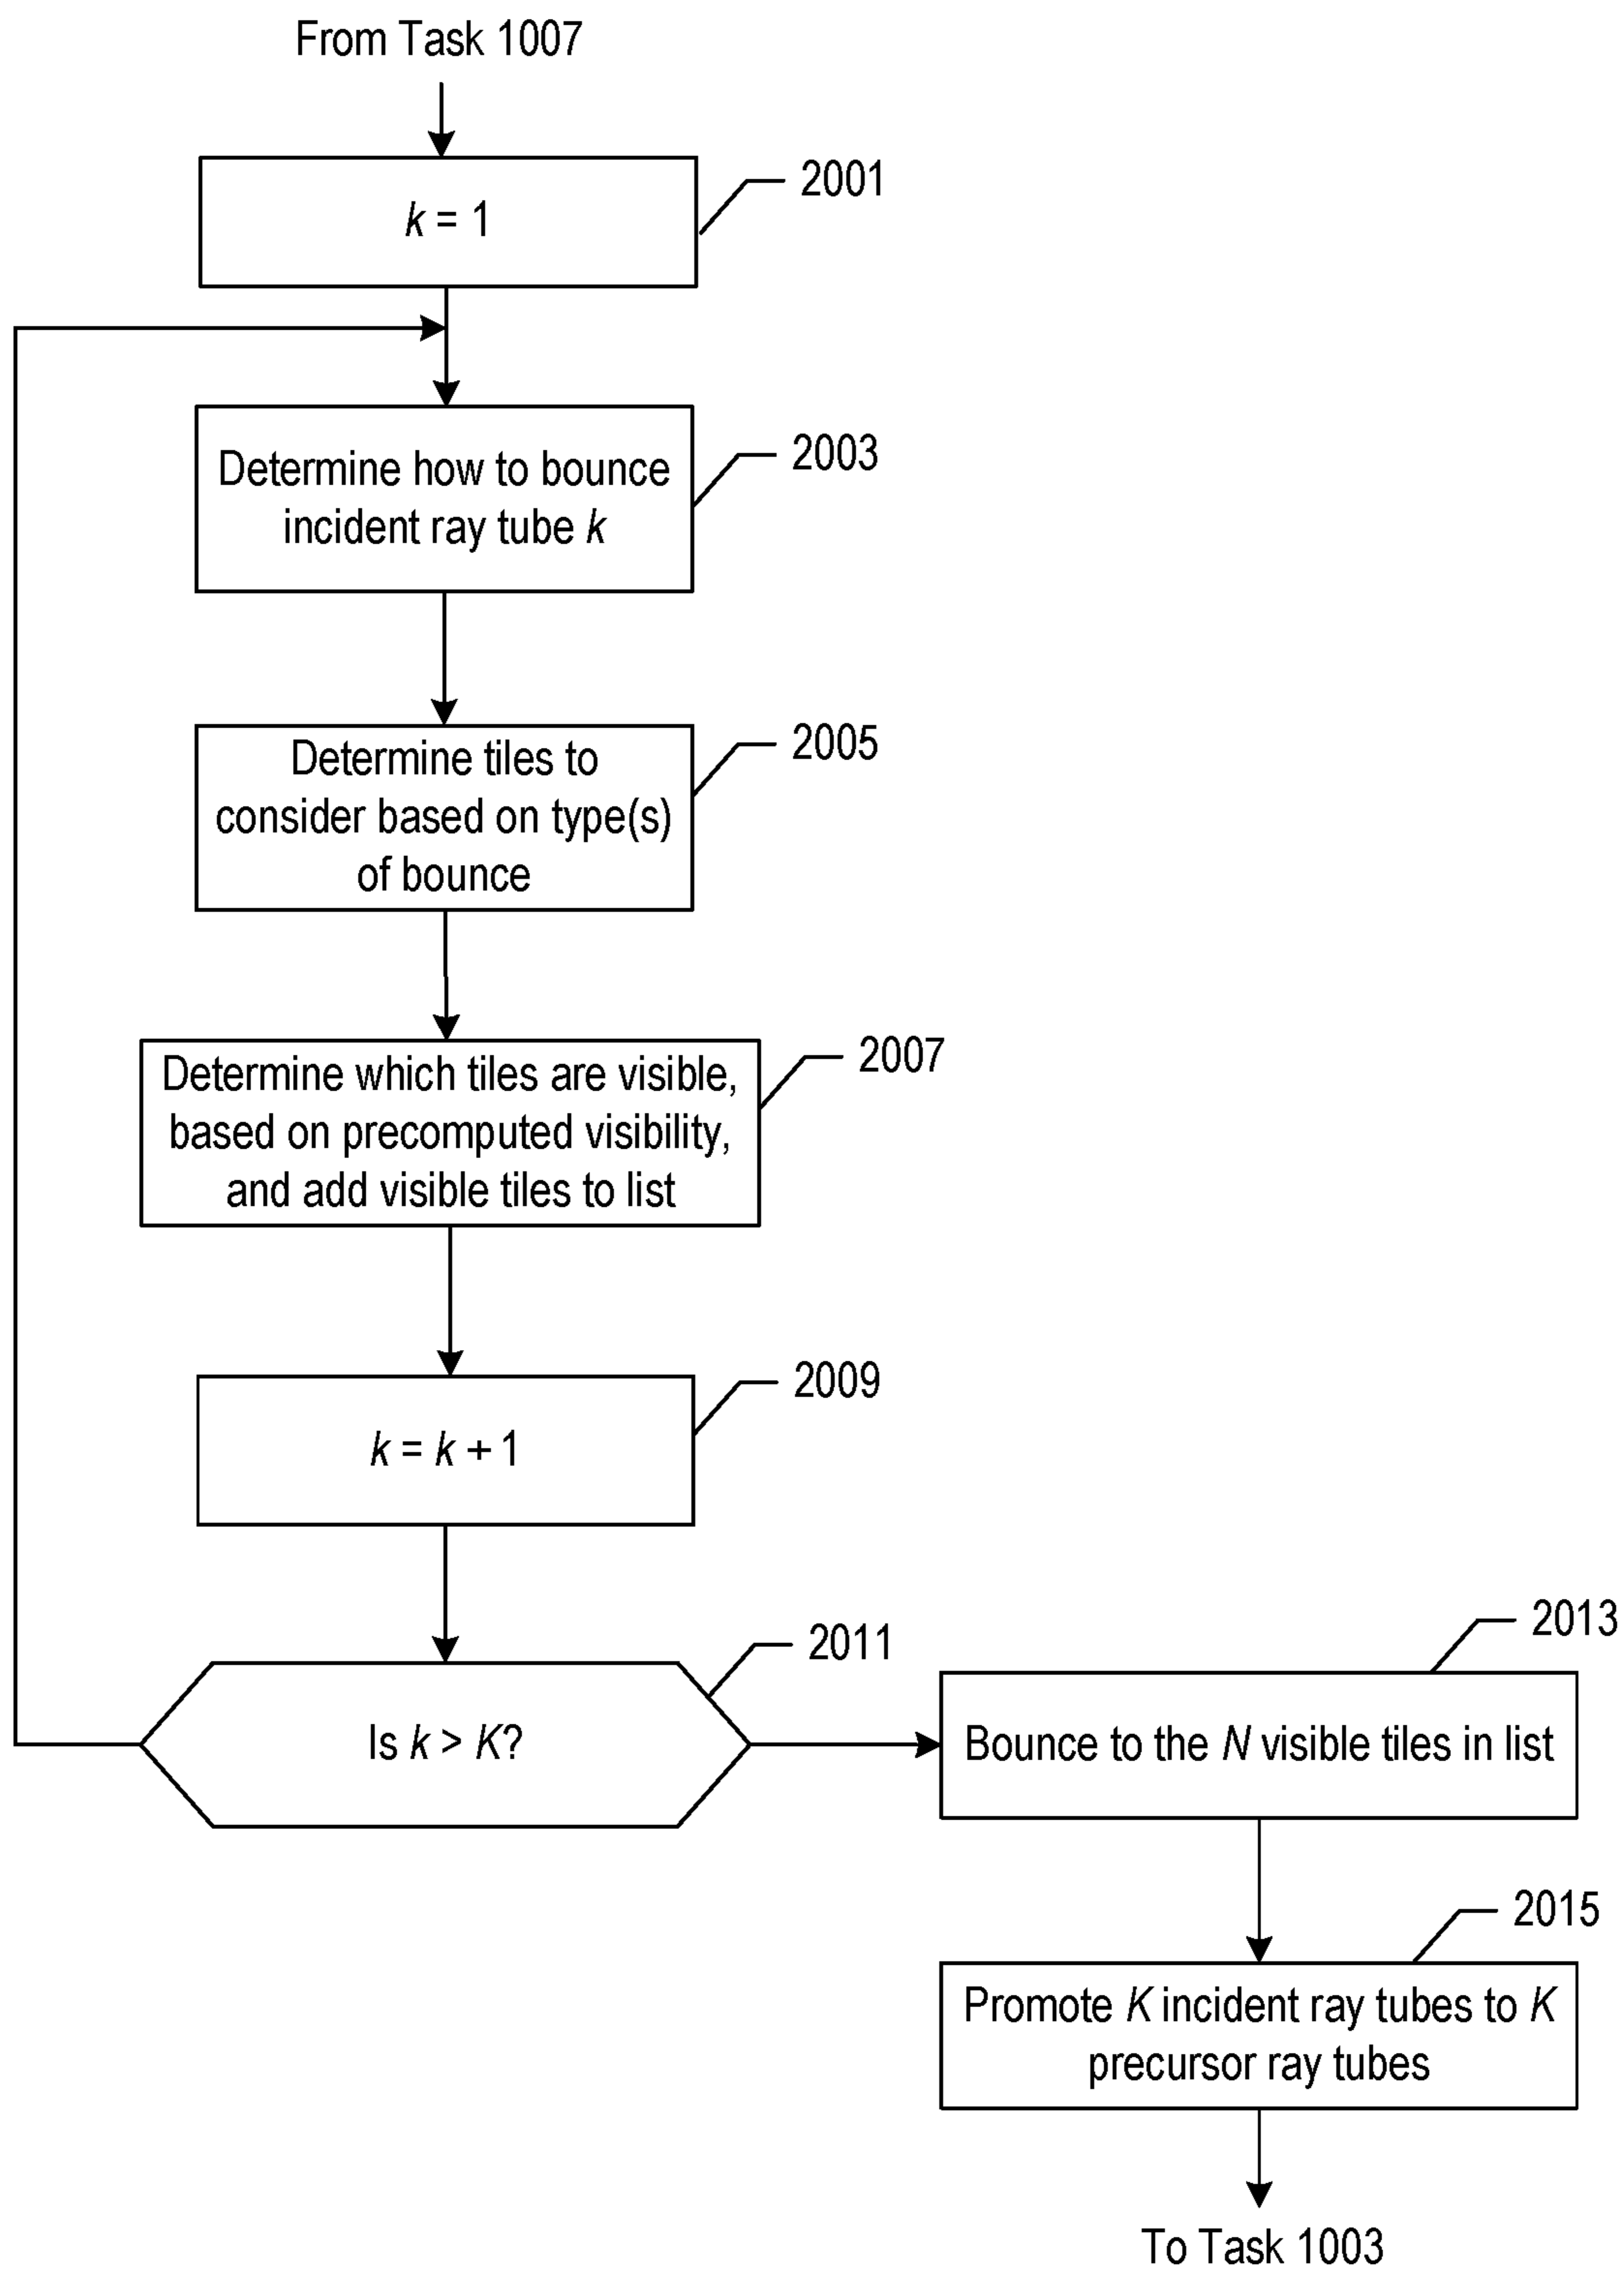 From Task 1007
2001
k = 1
2003
Determine how to bounce
incident ray tube k
2005
Determine tiles to
consider based on type(s)
of bounce
2007
Determine which tiles are visible,
based on precomputed visibility,
and add visible tiles to list
2009
k = k + 1
2011
Is k > K?
2013
Bounce to the N visible tiles in list
2015
Promote K incident ray tubes to K
precursor ray tubes
To Task 1003